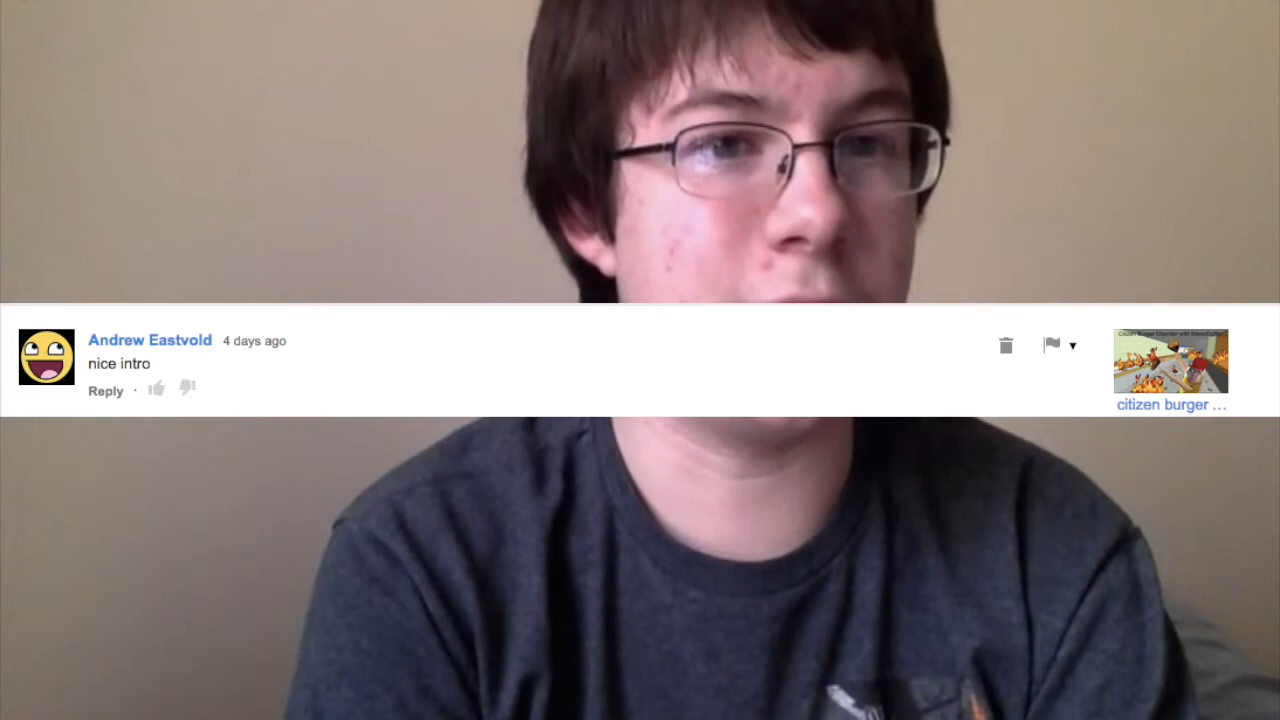 Andrew Eastvold 4 days ago
nice intro
Reply ·
citizen burger ...